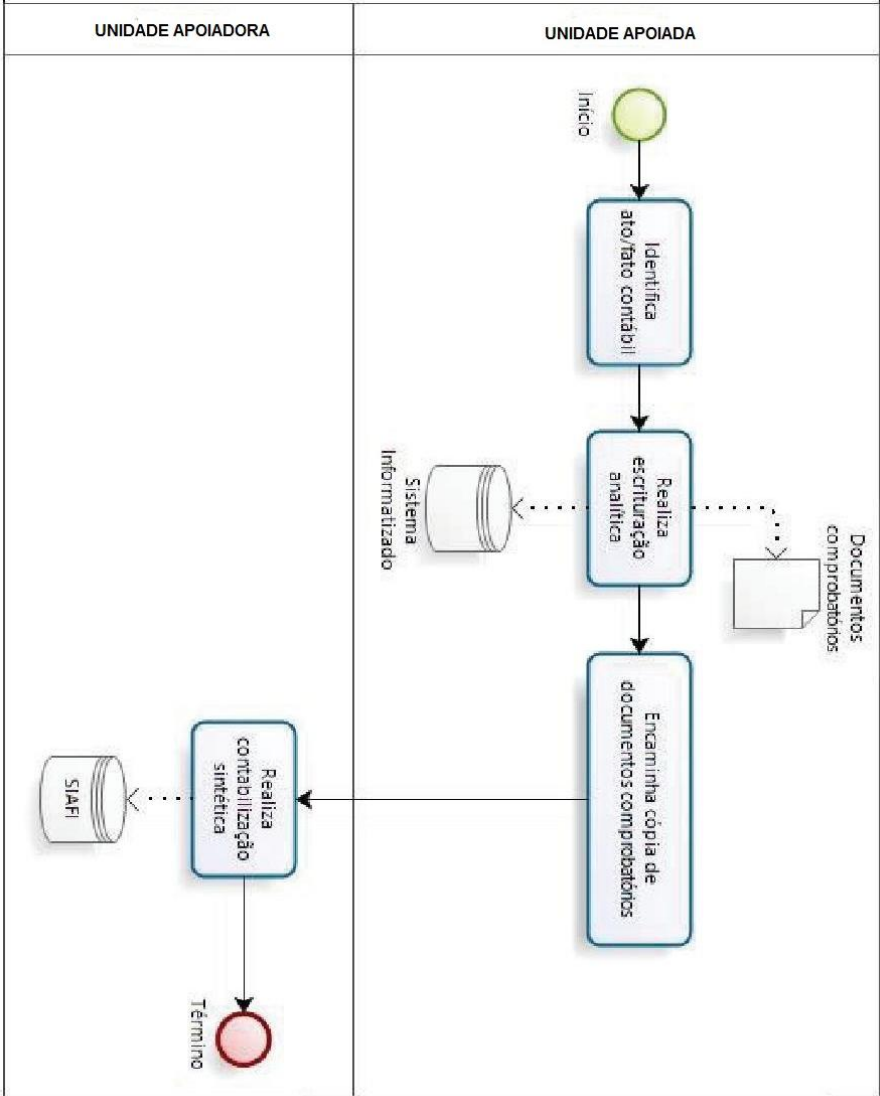 UNIDADE APOIADORA
UNIDADE APOIADA
Início
Identifica
ato/fato contábil
Realiza
escrituração
analítica
Documentos
comprobatórios
Sistema
Informatizado
Encaminha cópia de
documentos comprobatórios
Realiza
contabilização
sintética
SIAFI
Término